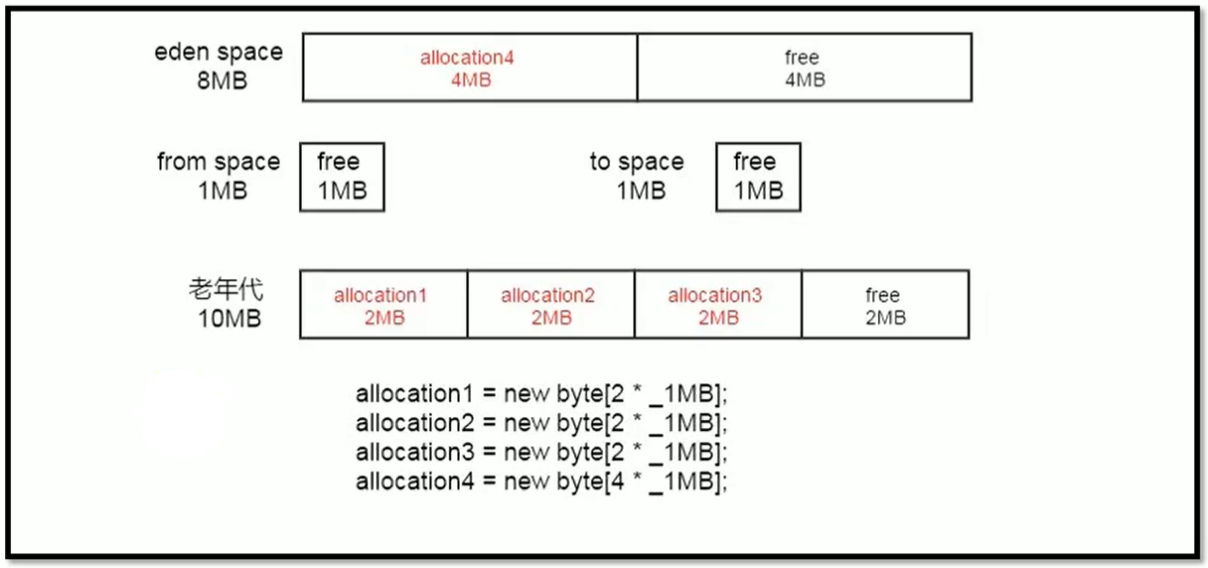 eden space
8MB
allocation4
4MB
free
4MB
from space
1MB
free
1MB
to space
1MB
free
1MB
老年代
10MB
allocation1
2MB
allocation2
2MB
allocation3
2MB
free
2MB
allocation1 = new byte[2 * _1MB];
allocation2 = new byte[2 * _1MB];
allocation3 = new byte[2 * _1MB];
allocation4 = new byte[4 * _1MB];